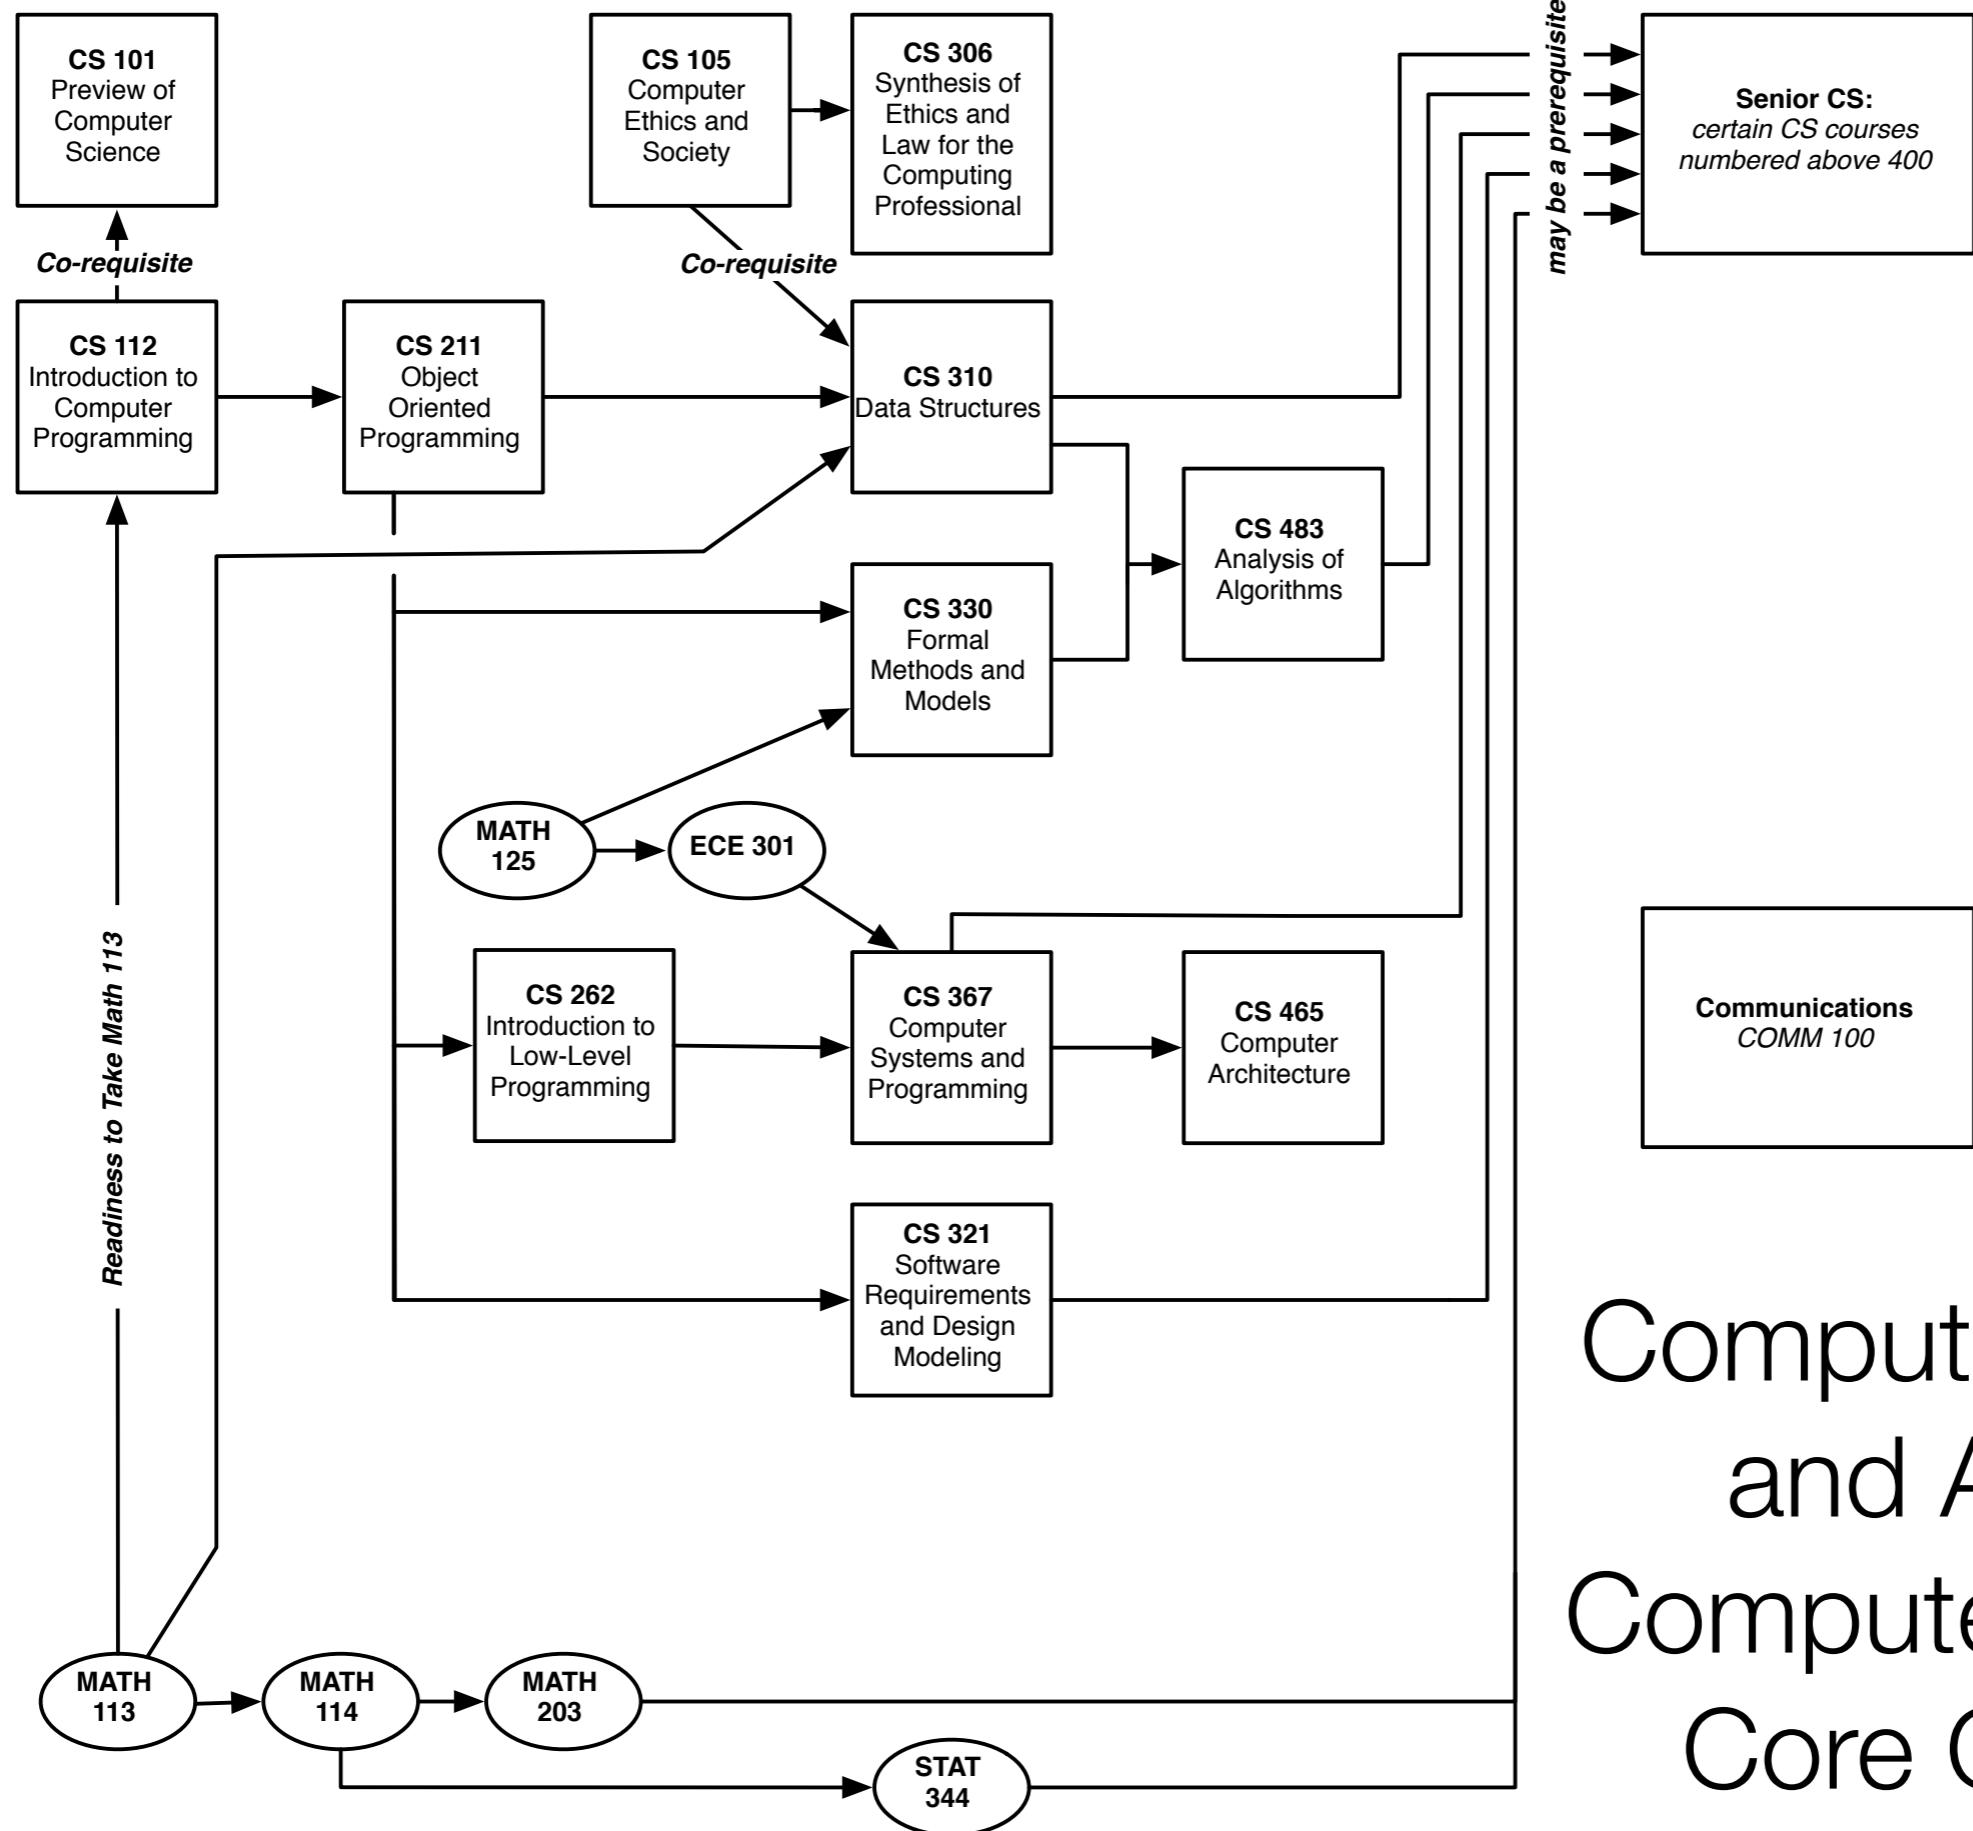 CS 101
Preview of
Computer
Science
CS 105
Computer
Ethics and
Society
CS 306
Synthesis of
Ethics and
Law for the
Computing
Professional
may be a prerequisite
Senior CS:
certain CS courses
numbered above 400
Co-requisite
Co-requisite
CS 112
Introduction to
Computer
Programming
CS 211
Object
Oriented
Programming
CS 310
Data Structures
CS 483
Analysis of
Algorithms
CS 330
Formal
Methods and
Models
MATH
125
ECE 301
Readiness to Take Math 113
CS 262
Introduction to
Low-Level
Programming
CS 367
Computer
Systems and
Programming
CS 465
Computer
Architecture
Communications
COMM 100
CS 321
Software
Requirements
and Design
Modeling
Comput
and A
Compute
Core C
MATH
113
MATH
114
MATH
203
STAT
344